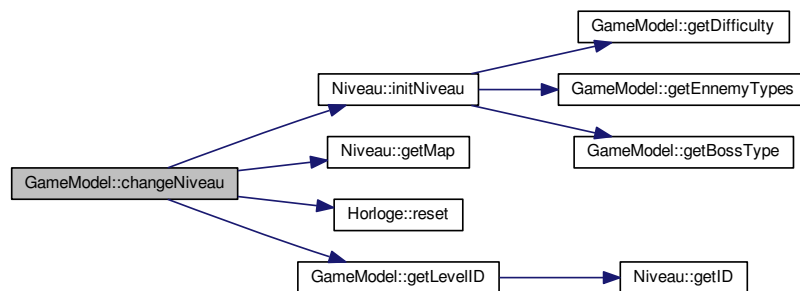 GameModel::getDifficulty
Niveau::initNiveau
GameModel::getEnnemyTypes
Niveau::getMap
GameModel::getBossType
GameModel::changeNiveau
Horloge::reset
GameModel::getLevelID
Niveau::getID